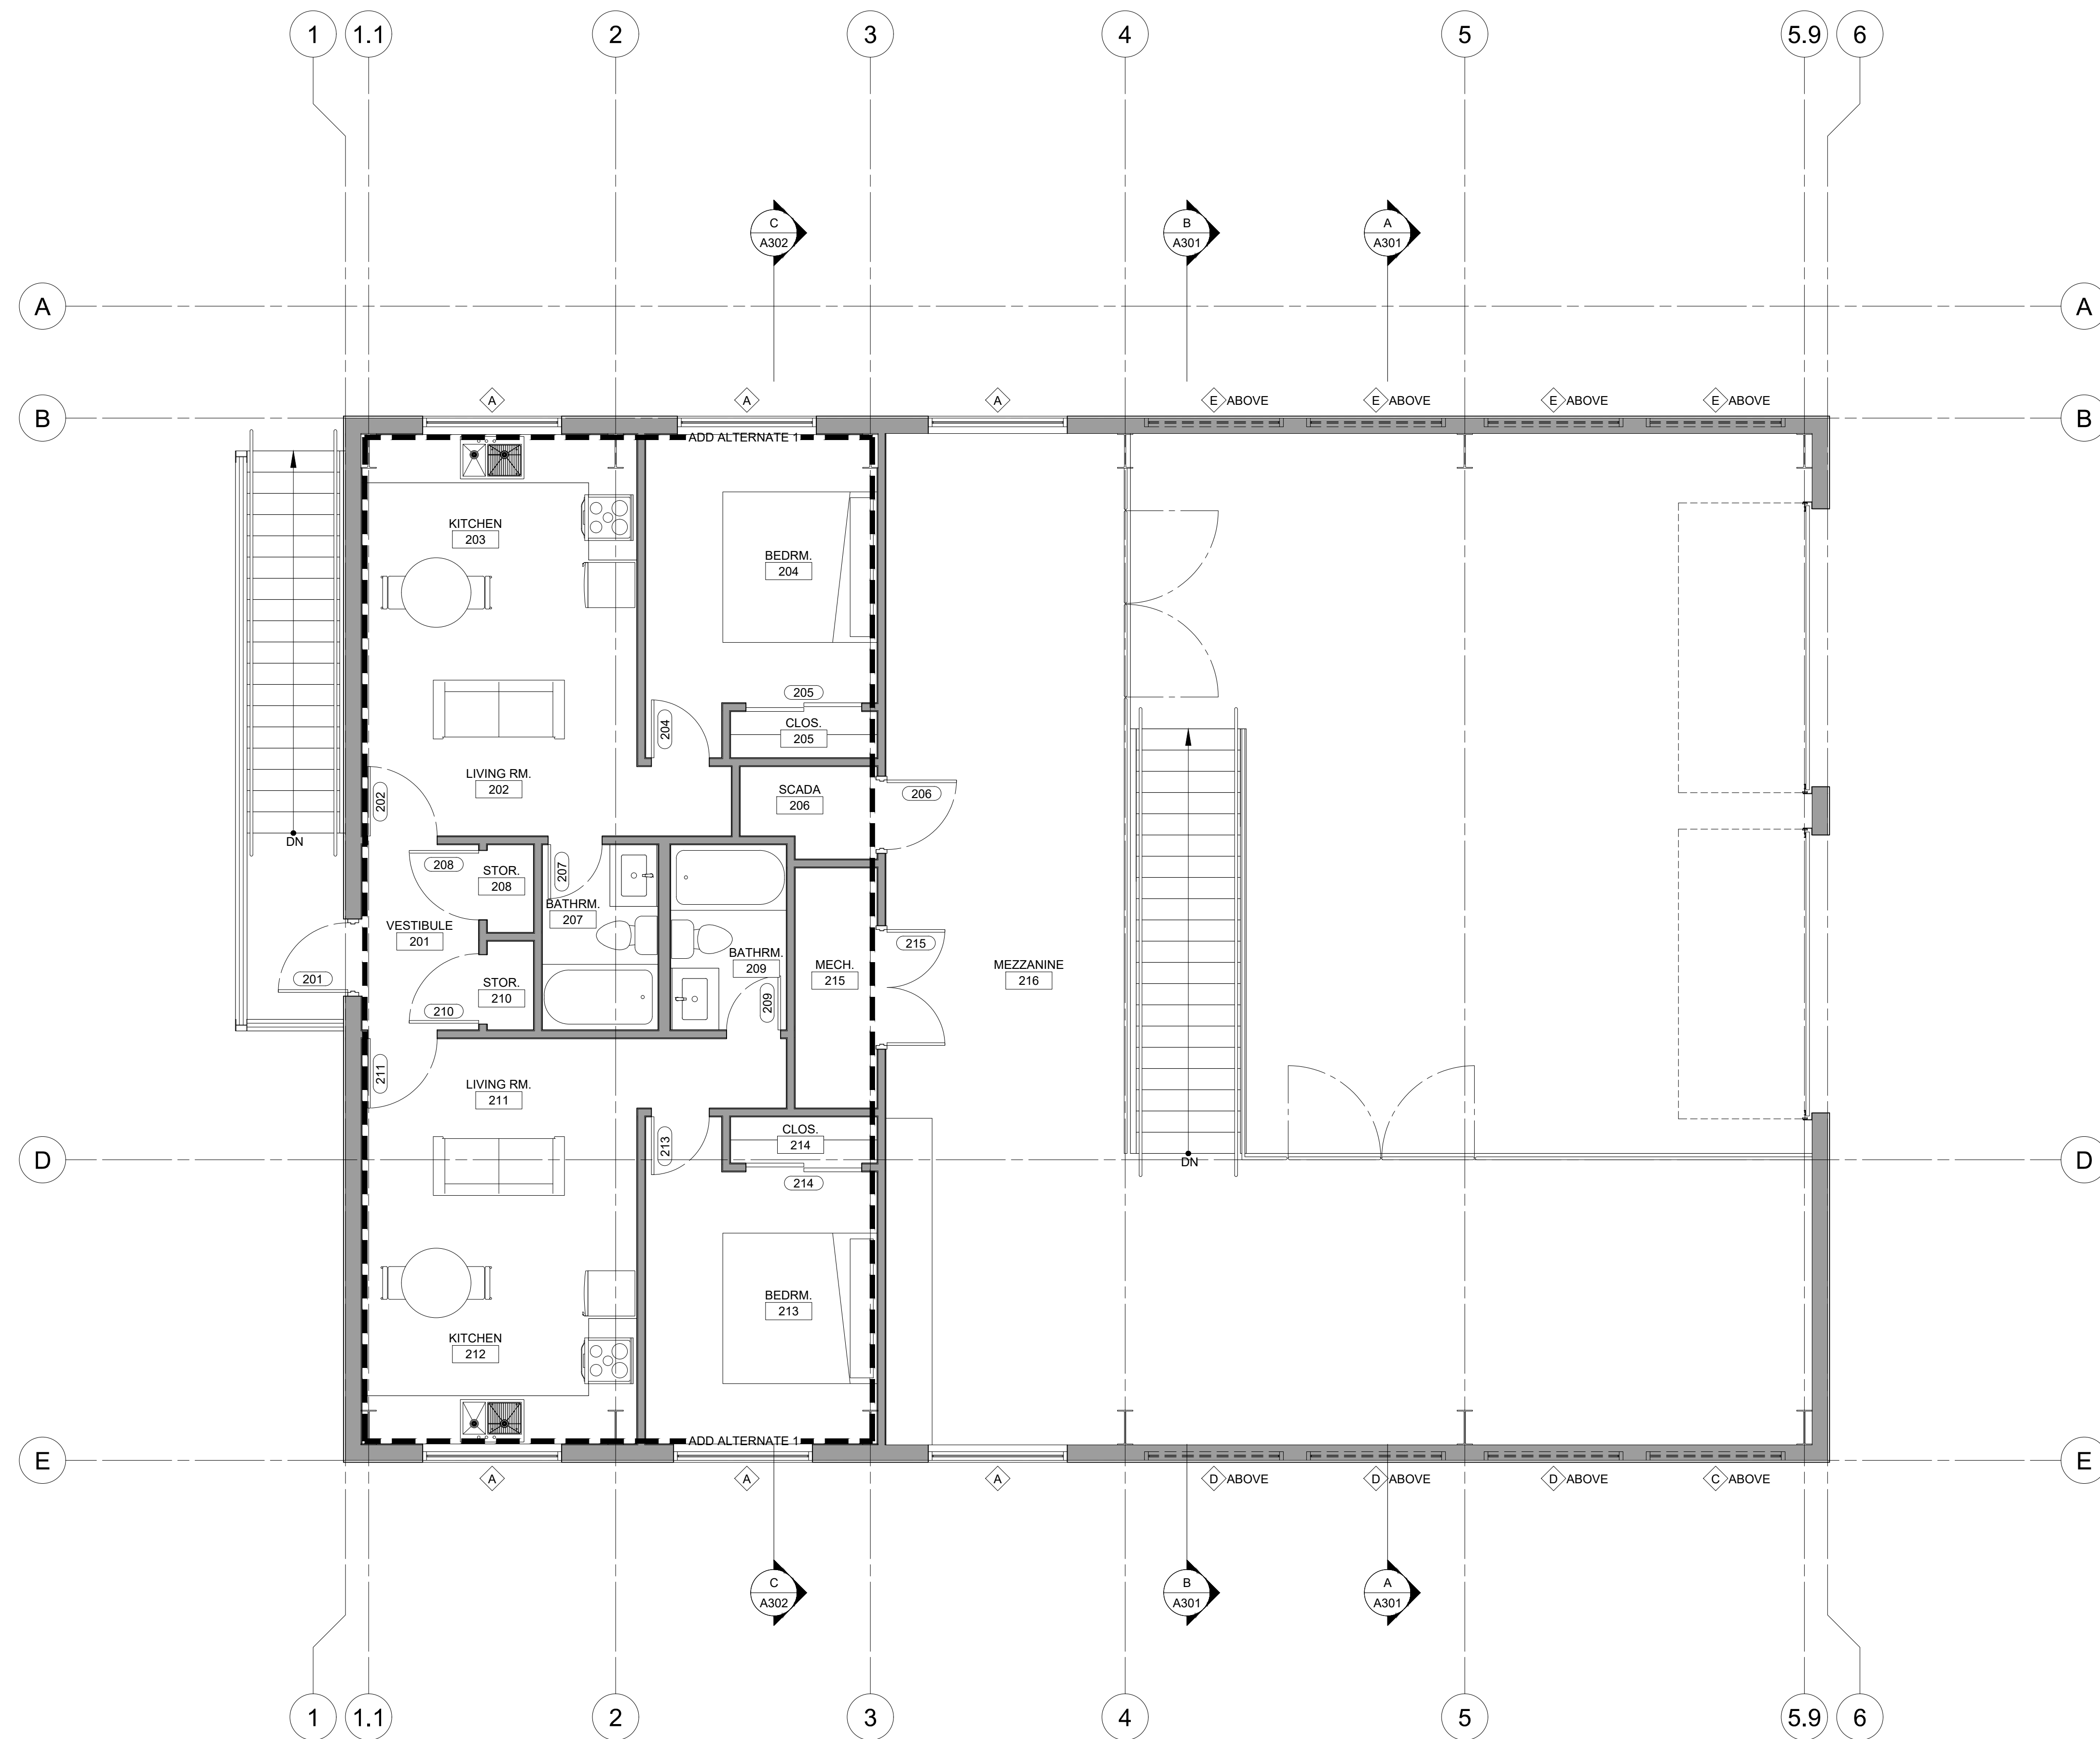 1 1.1 2 3 4 5 5.9 6
C B A
A302 A301 A301
A A
A A A E ABOVE E ABOVE E ABOVE E ABOVE
B B
ADD ALTERNATE 1
KITCHEN
203
BEDRM.
204
205
204
CLOS.
205
LIVING RM.
202
202
SCADA
206
206
DN
208
STOR.
208
207
BATHRM.
207
VESTIBULE
201
201
210
STOR.
210
BATHRM.
209
209
MECH.
215
215
MEZZANINE
216
211
LIVING RM.
211
213
CLOS.
214
214
DN
D D
BEDRM.
213
KITCHEN
212
ADD ALTERNATE 1
E E
A A A D ABOVE D ABOVE D ABOVE C ABOVE
C B A
A302 A301 A301
1 1.1 2 3 4 5 5.9 6